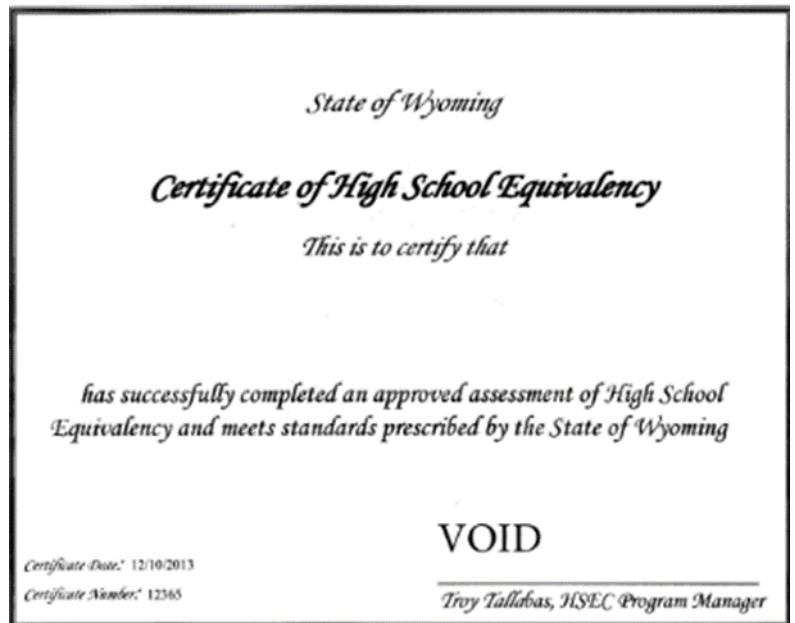 State of Wyoming
Certificate of High School Equivalency
This is to certify that
has successfully completed an approved assessment of High School
Equivalency and meets standards prescribed by the State of Wyoming
VOID
Certificate Date: 12/10/2013
Certificate Number: 12365
Troy Tallabas, HSEC Program Manager